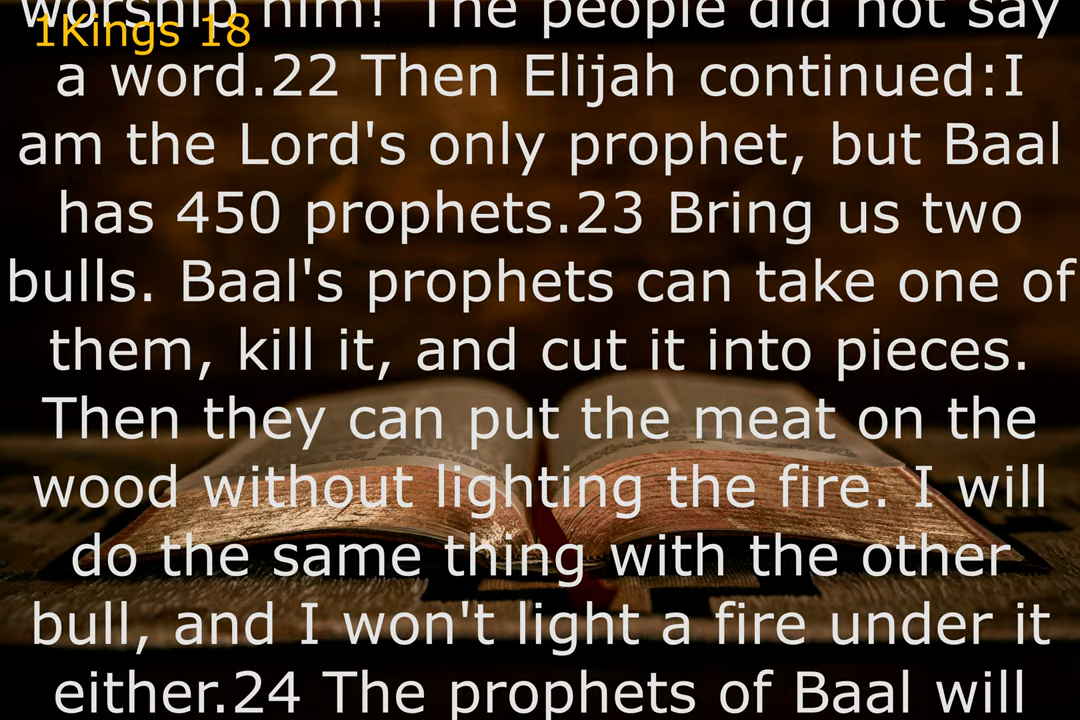 worship him! The people did not say
1Kings 18
a word.22 Then Elijah continued:I
am the Lord's only prophet, but Baal
has 450 prophets.23 Bring us two
bulls. Baal's prophets can take one of
them, kill it, and cut it into pieces.
Then they can put the meat on the
wood without lighting the fire. I will
do the same thing with the other
bull, and I won't light a fire under it
either.24 The prophets of Baal will